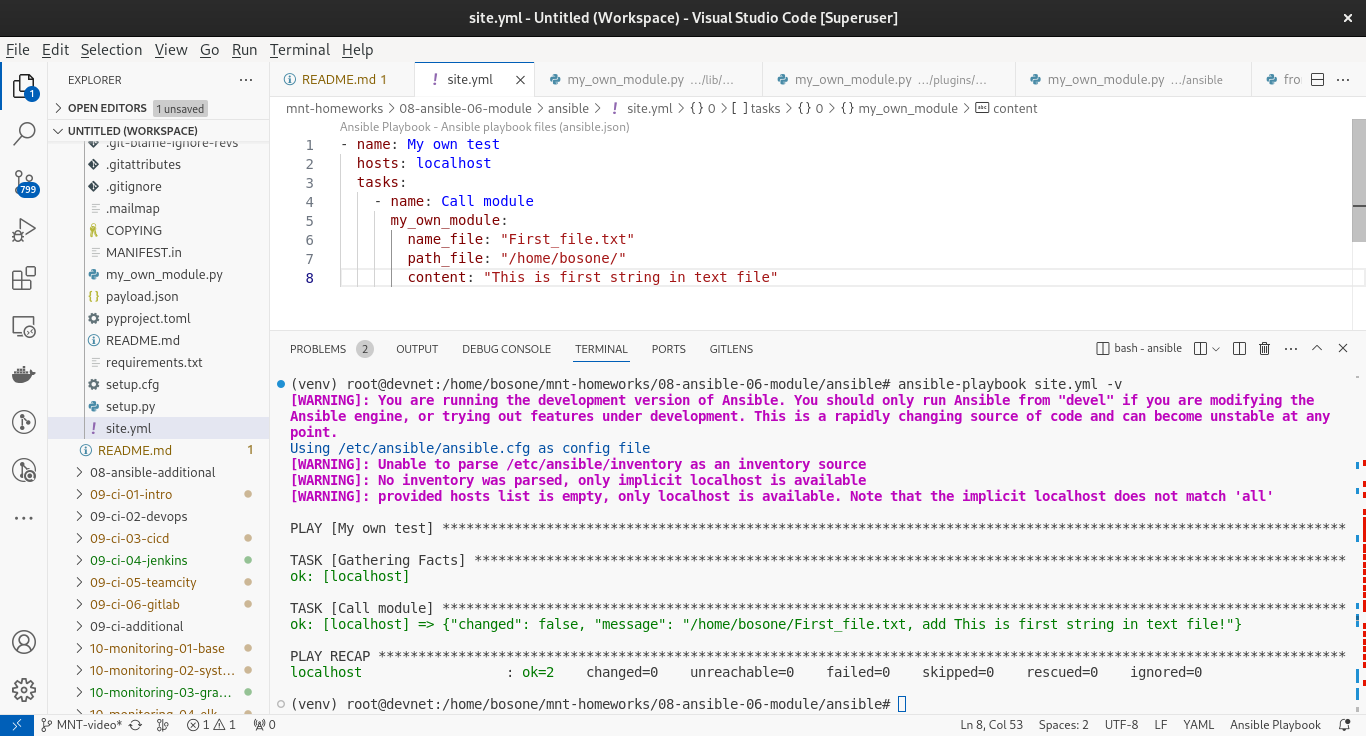 site.yml - Untitled (Workspace) - Visual Studio Code [Superuser]
File Edit Selection View Go Run Terminal Help
EXPLORER
OPEN EDITORS 1 unsaved
UNTITLED (WORKSPACE)
.git-blame-ignore-revs
.gitattributes
.gitignore
.mailmap
COPYING
MANIFEST.in
my_own_module.py
payload.json
pyproject.toml
README.md
requirements.txt
setup.cfg
setup.py
site.yml
README.md 1
08-ansible-additional
09-ci-01-intro
09-ci-02-devops
09-ci-03-cicd
09-ci-04-jenkins
09-ci-05-teamcity
09-ci-06-gitlab
09-ci-additional
10-monitoring-01-base
10-monitoring-02-syst...
10-monitoring-03-gra...
10-monitoring-04-elk
1
799
README.md 1 site.yml my_own_module.py .../lib/... my_own_module.py .../plugins/... my_own_module.py .../ansible fro
mnt-homeworks > 08-ansible-06-module > ansible > ! site.yml > { } 0 > [ ] tasks > { } 0 > { } my_own_module > content
Ansible Playbook - Ansible playbook files (ansible.json)
1 - name: My own test
2 hosts: localhost
3 tasks:
4 - name: Call module
5 my_own_module:
6 name_file: "First_file.txt"
7 path_file: "/home/bosone/"
8 content: "This is first string in text file"
PROBLEMS 2 OUTPUT DEBUG CONSOLE TERMINAL PORTS GITLENS bash - ansible
(venv) root@devnet:/home/bosone/mnt-homeworks/08-ansible-06-module/ansible# ansible-playbook site.yml -v
[WARNING]: You are running the development version of Ansible. You should only run Ansible from "devel" if you are modifying the
Ansible engine, or trying out features under development. This is a rapidly changing source of code and can become unstable at any
point.
Using /etc/ansible/ansible.cfg as config file
[WARNING]: Unable to parse /etc/ansible/inventory as an inventory source
[WARNING]: No inventory was parsed, only implicit localhost is available
[WARNING]: provided hosts list is empty, only localhost is available. Note that the implicit localhost does not match 'all'
PLAY [My own test] *****************************************************************************************************************
TASK [Gathering Facts] *************************************************************************************************************
ok: [localhost]
TASK [Call module] *****************************************************************************************************************
ok: [localhost] => {"changed": false, "message": "/home/bosone/First_file.txt, add This is first string in text file!"}
PLAY RECAP *************************************************************************************************************************
localhost : ok=2 changed=0 unreachable=0 failed=0 skipped=0 rescued=0 ignored=0
(venv) root@devnet:/home/bosone/mnt-homeworks/08-ansible-06-module/ansible#
MNT-video* 1 1 0 Ln 8, Col 53 Spaces: 2 UTF-8 LF YAML Ansible Playbook